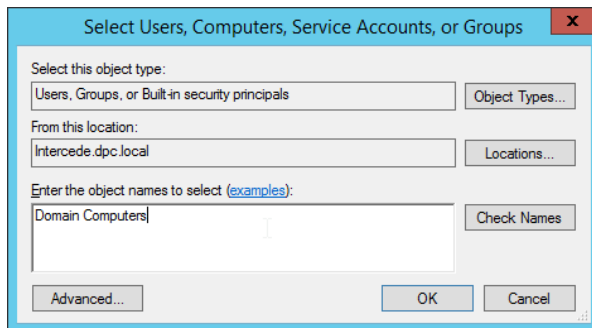 Select Users, Computers, Service Accounts, or Groups
x
Select this object type:
Users, Groups, or Built-in security principals
Object Types...
From this location:
Intercede.dpc.local
Locations...
Enter the object names to select (examples):
Domain Computers
Check Names
Advanced...
OK
Cancel